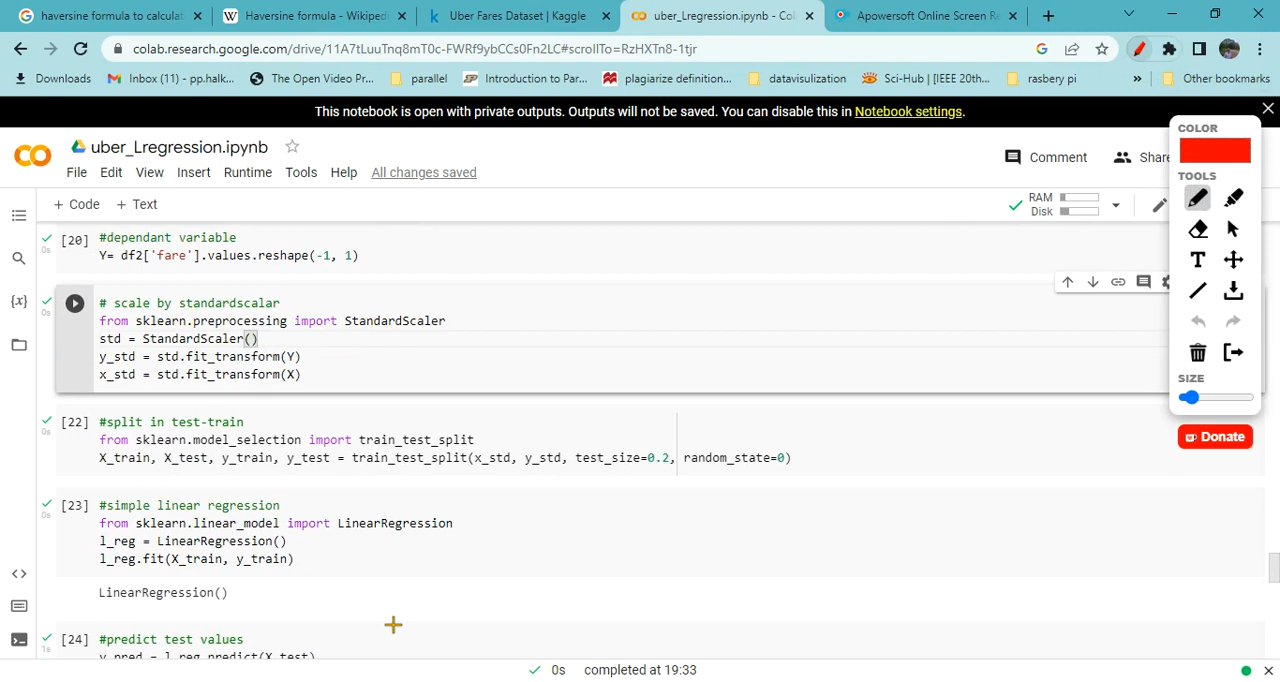 haversine formula to calculat
Haversine formula - Wikiped
Uber Fares Dataset | Kaggle
uber_Lregression.ipynb - Co
Apowersoft Online Screen Re
colab.research.google.com/drive/11A7tLuuTnq8mT0c-FWRf9ybCCs0Fn2LC#scrollTo=RzHXTn8-1tjr
Downloads
Inbox (11) - pp.halk...
The Open Video Pr...
parallel
Introduction to Par...
plagiarize definition...
datavisulization
Sci-Hub | [IEEE 20th...
rasbery pi
»
Other bookmarks
This notebook is open with private outputs. Outputs will not be saved. You can disable this in Notebook settings.
uber_Lregression.ipynb
Comment
Share
File Edit View Insert Runtime Tools Help All changes saved
+ Code + Text
RAM
Disk
COLOR
TOOLS
T
SIZE
Donate
0s
[20] #dependant variable
Y= df2['fare'].values.reshape(-1, 1)
0s
# scale by standardscalar
from sklearn.preprocessing import StandardScaler
std = StandardScaler()
y_std = std.fit_transform(Y)
x_std = std.fit_transform(X)
0s
[22] #split in test-train
from sklearn.model_selection import train_test_split
X_train, X_test, y_train, y_test = train_test_split(x_std, y_std, test_size=0.2, random_state=0)
0s
[23] #simple linear regression
from sklearn.linear_model import LinearRegression
l_reg = LinearRegression()
l_reg.fit(X_train, y_train)
LinearRegression()
1s
[24] #predict test values
y_pred = l_reg.predict(X_test)
0s completed at 19:33